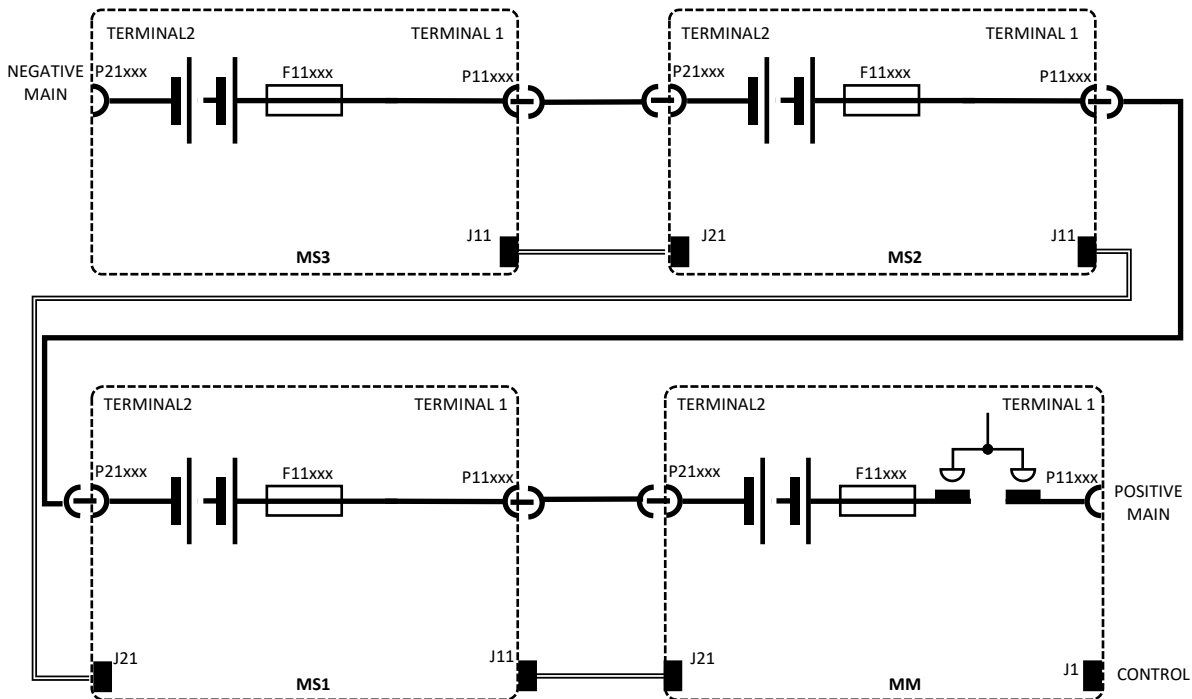 TERMINAL2
TERMINAL 1
TERMINAL2
TERMINAL 1
NEGATIVE
MAIN
P21xxx
F11xxx
P11xxx
P21xxx
F11xxx
P11xxx
J11
J21
J11
MS3
MS2
TERMINAL2
TERMINAL 1
TERMINAL2
TERMINAL 1
P21xxx
F11xxx
P11xxx
P21xxx
F11xxx
P11xxx
POSITIVE
MAIN
J21
J11
J21
J1
CONTROL
MS1
MM